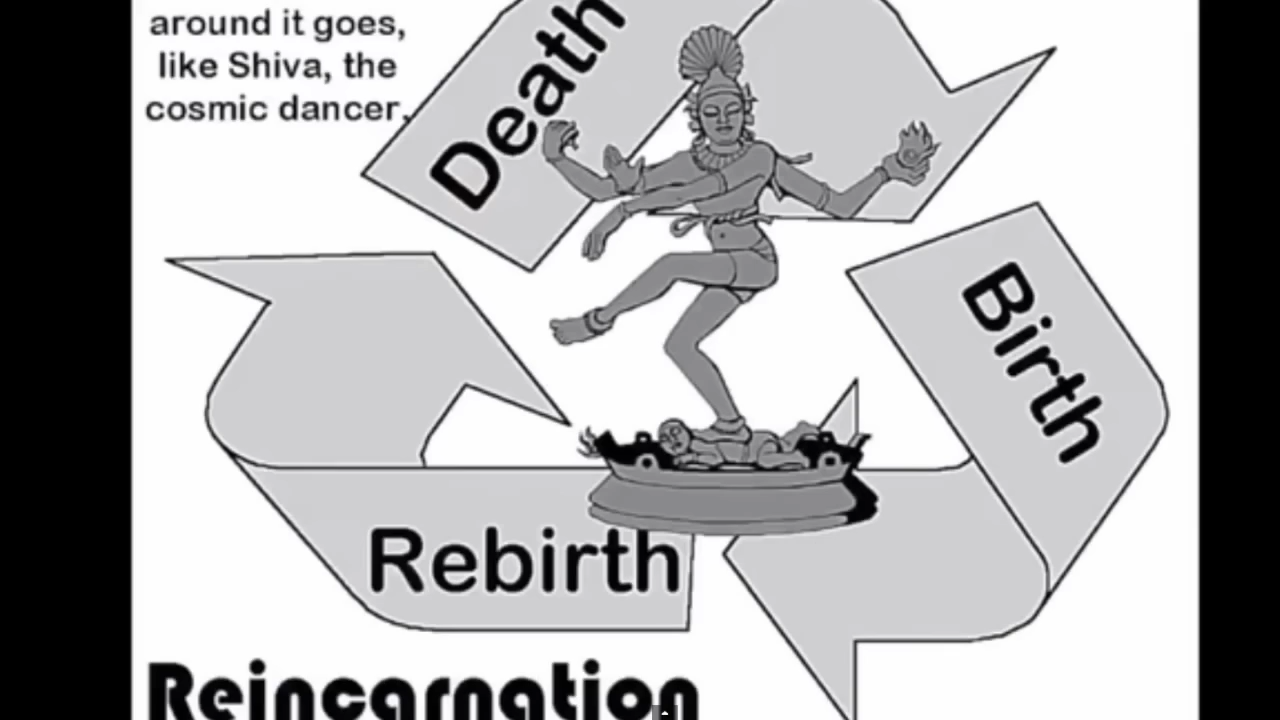 around it goes,
like Shiva, the
cosmic dancer,
Death
Birth
Rebirth
Reincarnation